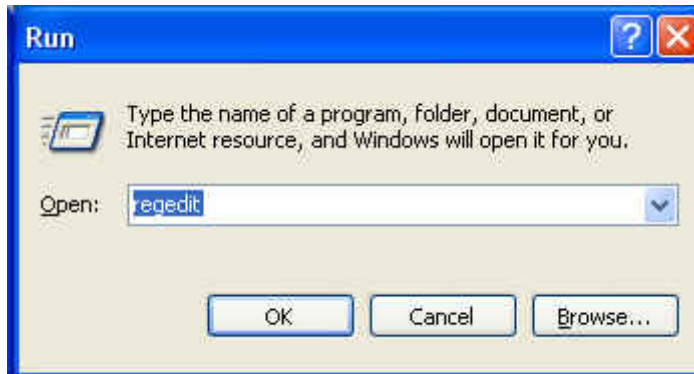 Run
Type the name of a program, folder, document, or
Internet resource, and Windows will open it for you.
Open: regedit
OK Cancel Browse...